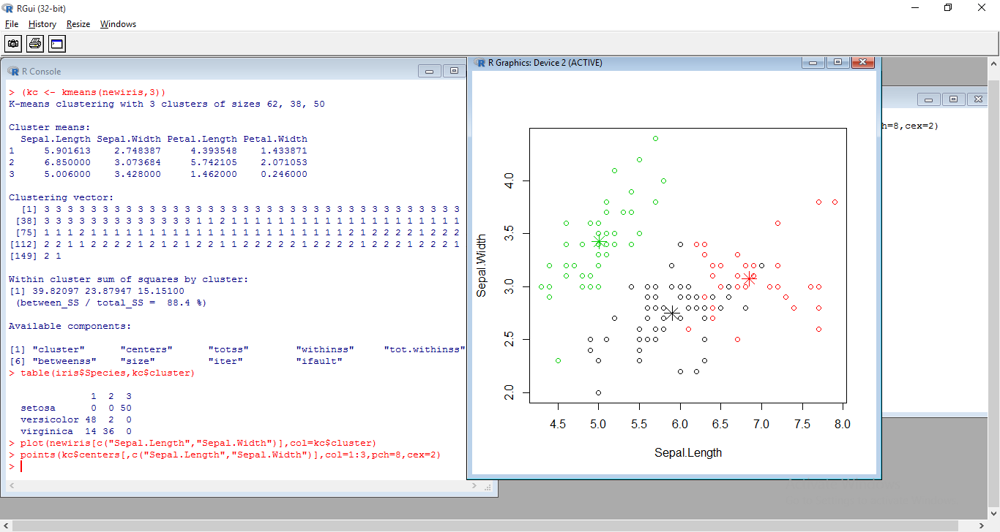 RGui (32-bit)
File History Resize Windows
R Console
> (kc <- kmeans(newiris,3))
K-means clustering with 3 clusters of sizes 62, 38, 50
Cluster means:
Sepal.Length Sepal.Width Petal.Length Petal.Width
1 5.901613 2.748387 4.393548 1.433871
2 6.850000 3.073684 5.742105 2.071053
3 5.006000 3.428000 1.462000 0.246000
Clustering vector:
[1] 3 3 3 3 3 3 3 3 3 3 3 3 3 3 3 3 3 3 3 3 3 3 3 3 3 3 3 3 3 3 3 3 3 3 3 3
[38] 3 3 3 3 3 3 3 3 3 3 3 3 3 1 1 2 1 1 1 1 1 1 1 1 1 1 1 1 1 1 1 1 1 1 1 1
[75] 1 1 1 2 1 1 1 1 1 1 1 1 1 1 1 1 1 1 1 1 1 1 1 1 1 1 2 1 2 2 2 2 1 2 2 2
[112] 2 2 1 1 2 2 2 2 1 2 1 2 1 2 2 1 1 2 2 2 2 2 1 2 2 2 2 1 2 2 2 1 2 2 2 1
[149] 2 1
Within cluster sum of squares by cluster:
[1] 39.82097 23.87947 15.15100
(between_SS / total_SS = 88.4 %)
Available components:
[1] "cluster" "centers" "totss" "withinss" "tot.withinss"
[6] "betweenss" "size" "iter" "ifault"
> table(iris$Species,kc$cluster)
1 2 3
setosa 0 0 50
versicolor 48 2 0
virginica 14 36 0
> plot(newiris[c("Sepal.Length","Sepal.Width")],col=kc$cluster)
> points(kc$centers[,c("Sepal.Length","Sepal.Width")],col=1:3,pch=8,cex=2)
>
R Graphics: Device 2 (ACTIVE)
Sepal.Width
4.0
3.5
3.0
2.5
2.0
4.5 5.0 5.5 6.0 6.5 7.0 7.5 8.0
Sepal.Length
h=8,cex=2)